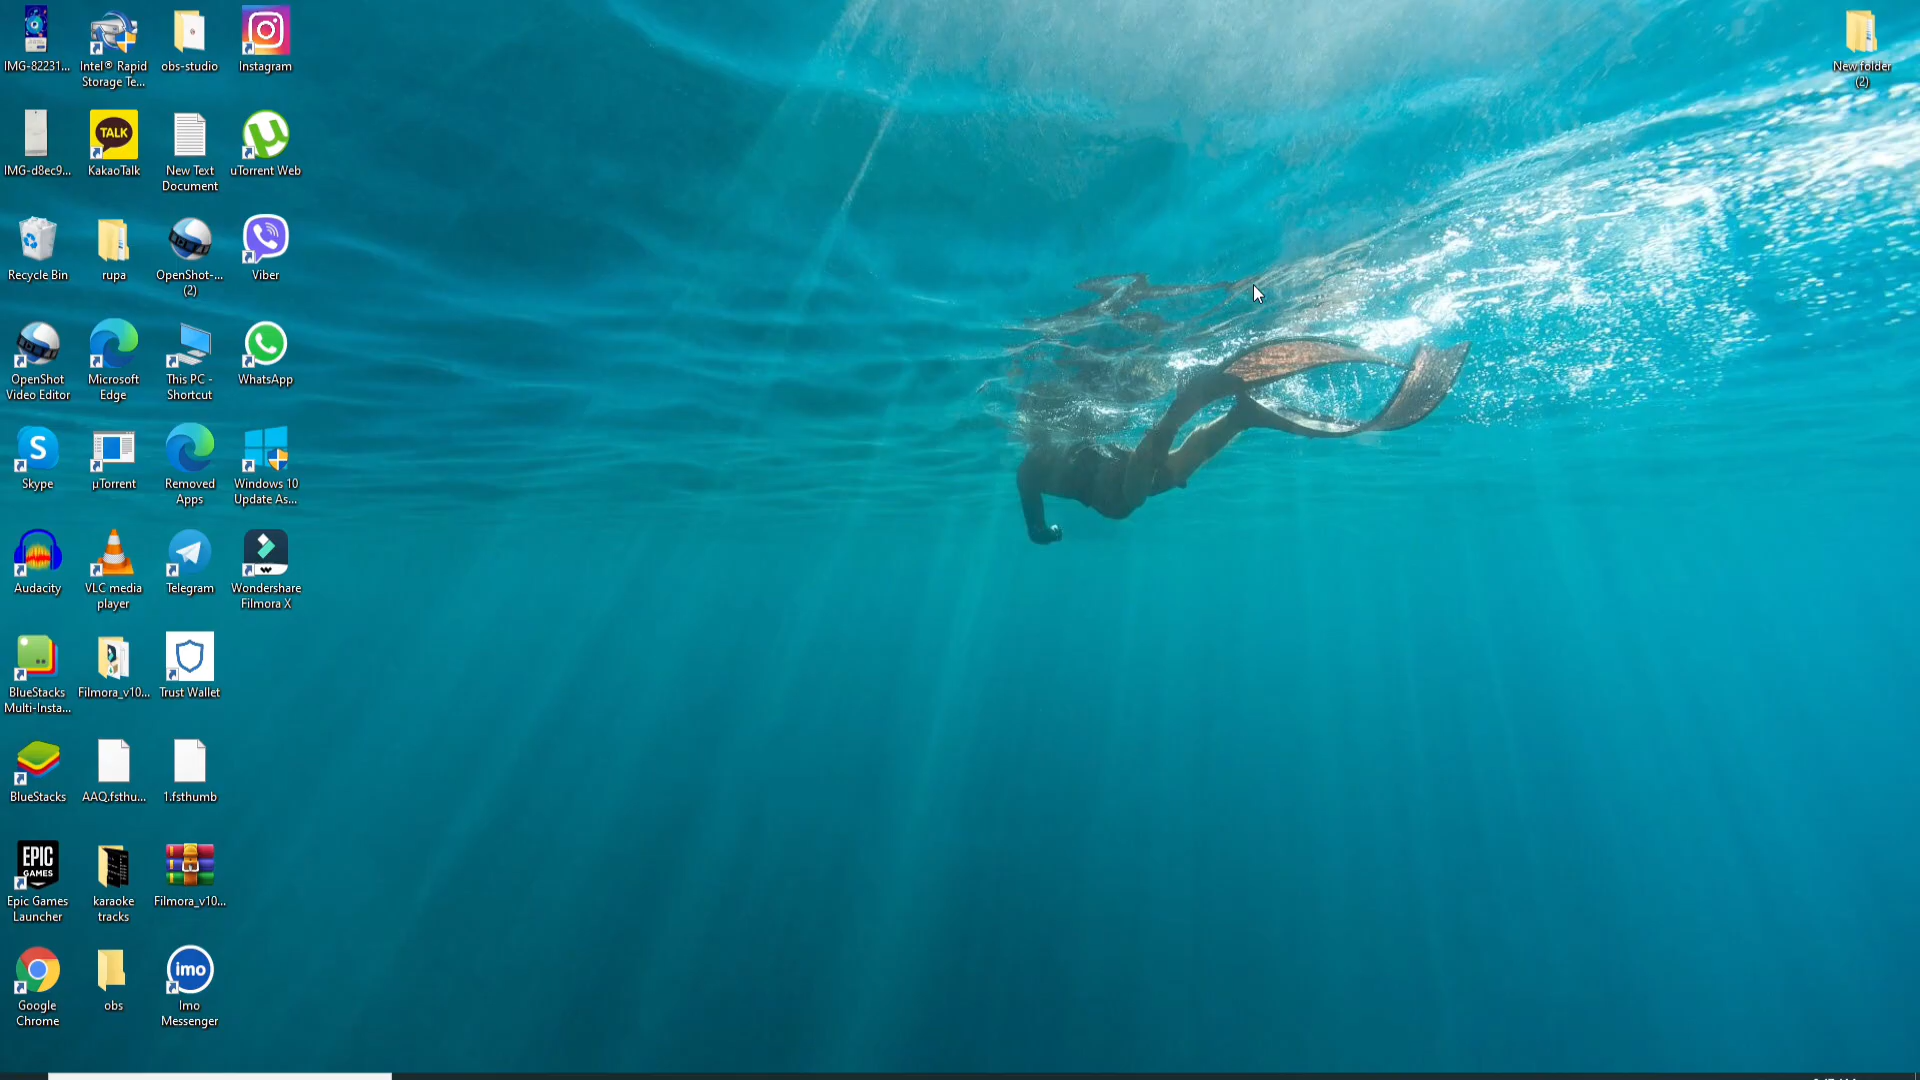 IMG-82231...
Intel® Rapid
Storage Te...
obs-studio
Instagram
New folder
(2)
IMG-d8ec9...
TALK
KakaoTalk
New Text
Document
uTorrent Web
Recycle Bin
rupa
OpenShot-...
(2)
Viber
OpenShot
Video Editor
Microsoft
Edge
This PC -
Shortcut
WhatsApp
S
Skype
µTorrent
Removed
Apps
Windows 10
Update As...
Audacity
VLC media
player
Telegram
Wondershare
Filmora X
BlueStacks
Multi-Insta...
Filmora_v10...
Trust Wallet
BlueStacks
AAQ.fsthu...
1.fsthumb
EPIC
GAMES
Epic Games
Launcher
karaoke
tracks
Filmora_v10...
Google
Chrome
obs
imo
Imo
Messenger